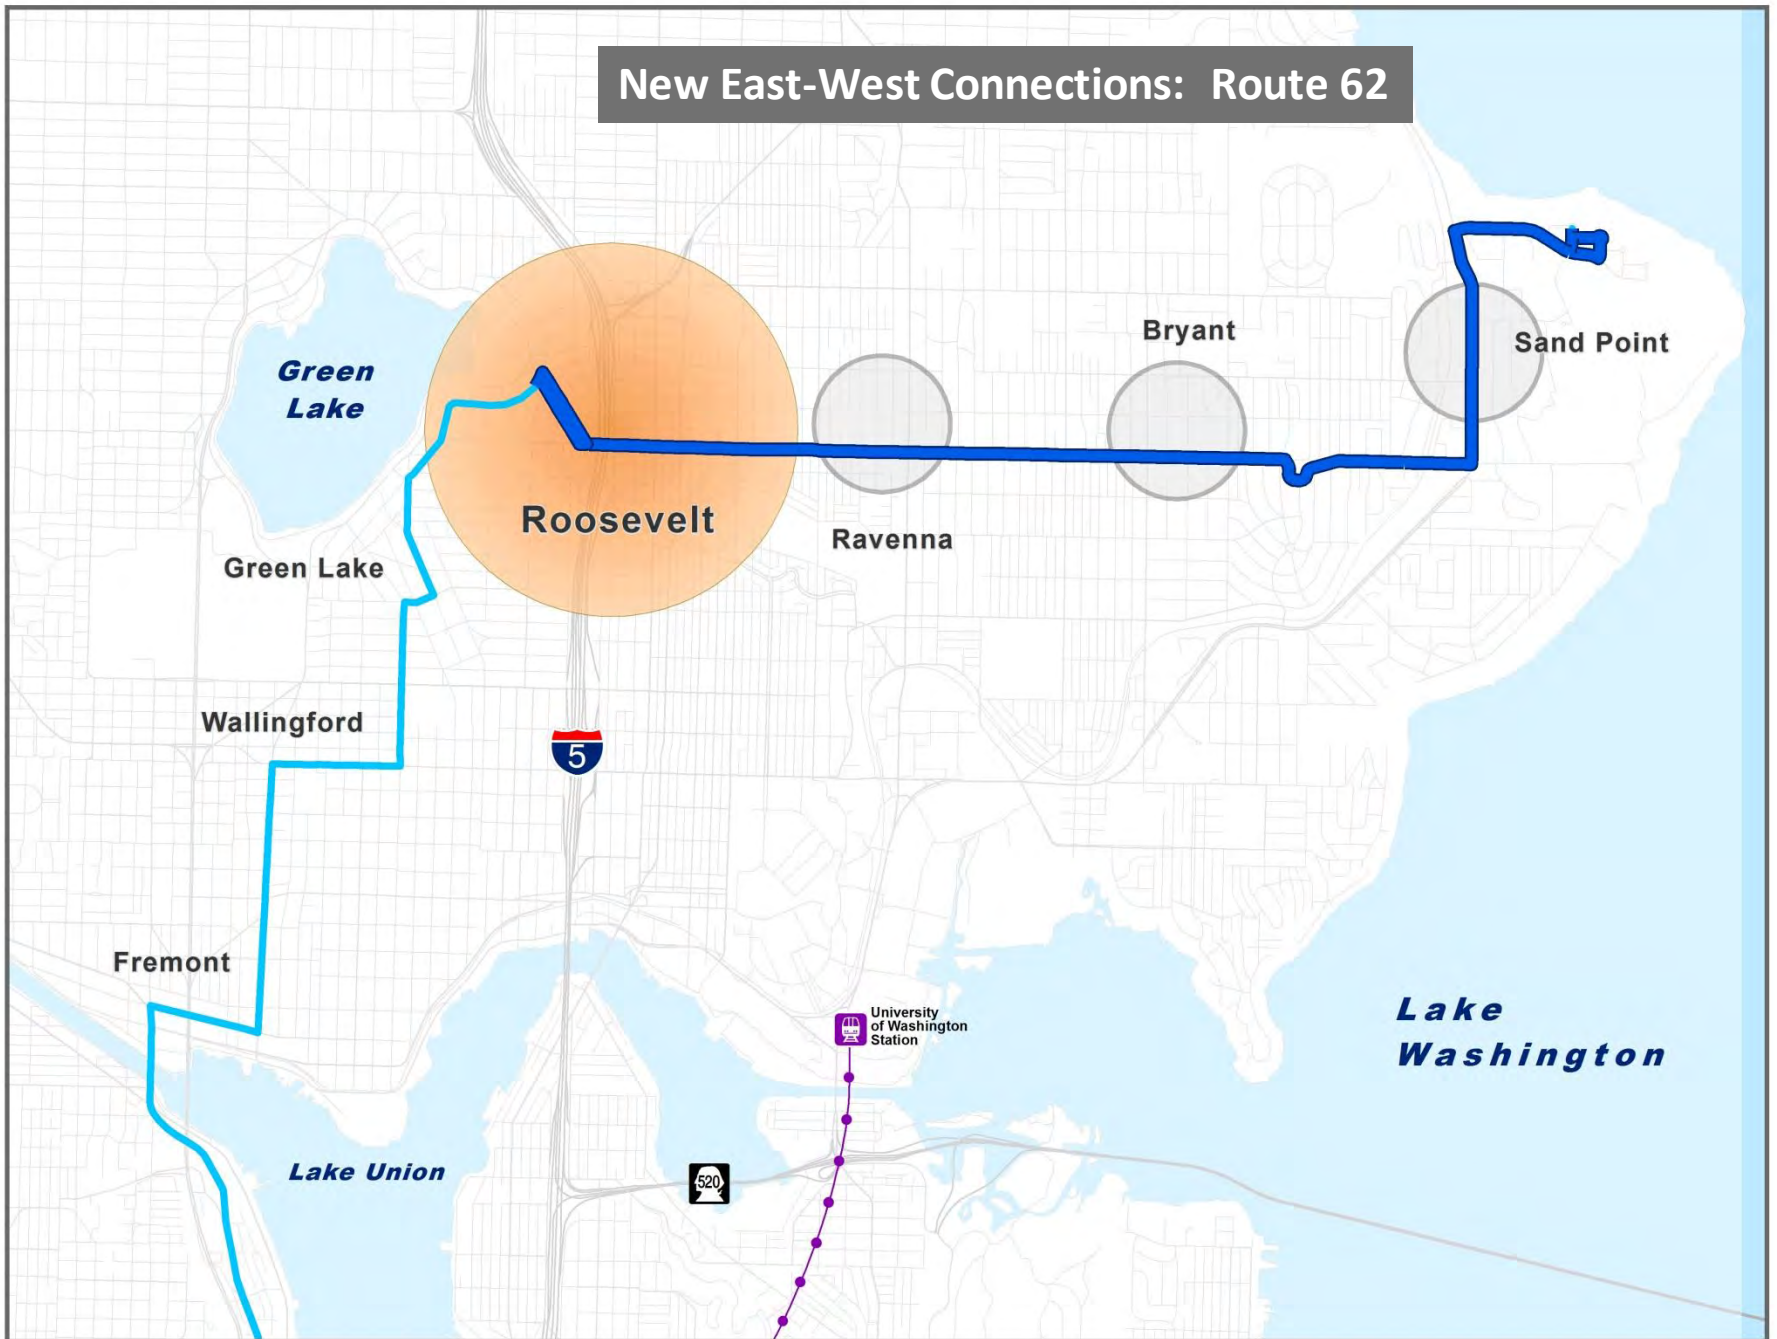 New East-West Connections: Route 62
Bryant
Sand Point
Green
Lake
Roosevelt
Ravenna
Green Lake
Wallingford
5
Fremont
University
of Washington
Station
Lake
Washington
Lake Union
520